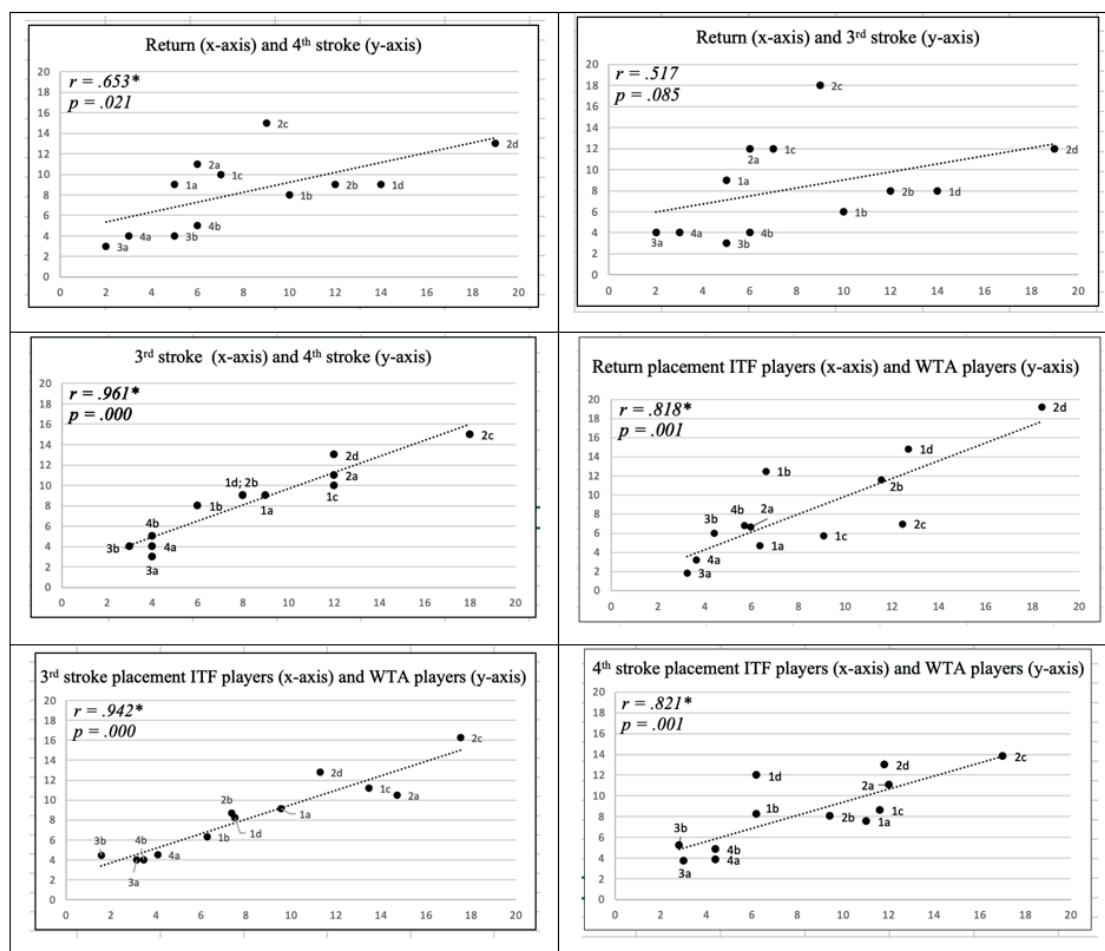 Return (x-axis) and 4th stroke (y-axis)
r = .653*
p = .021
20
18
16
14
12
10
8
6
4
2
0
2c
2d
2a
1c
1a
2b
1d
1b
4b
4a
3b
3a
0 2 4 6 8 10 12 14 16 18 20
Return (x-axis) and 3rd stroke (y-axis)
r = .517
p = .085
20
18
16
14
12
10
8
6
4
2
0
2c
1c
2d
2a
1a
2b
1d
1b
3a
4a
4b
3b
0 2 4 6 8 10 12 14 16 18 20
3rd stroke (x-axis) and 4th stroke (y-axis)
r = .961*
p = .000
20
18
16
14
12
10
8
6
4
2
0
2c
2d
2a
1d; 2b
1c
1a
1b
4b
3b
4a
3a
0 2 4 6 8 10 12 14 16 18 20
Return placement ITF players (x-axis) and WTA players (y-axis)
r = .818*
p = .001
20
18
16
14
12
10
8
6
4
2
0
2d
1d
1b
2b
4b
2a
3b
2c
1c
1a
4a
3a
0 2 4 6 8 10 12 14 16 18 20
3rd stroke placement ITF players (x-axis) and WTA players (y-axis)
r = .942*
p = .000
20
18
16
14
12
10
8
6
4
2
0
2c
2d
1c
2a
2b
1a
1d
1b
3b
4b
4a
3a
0 2 4 6 8 10 12 14 16 18 20
4th stroke placement ITF players (x-axis) and WTA players (y-axis)
r = .821*
p = .001
20
18
16
14
12
10
8
6
4
2
0
2c
2d
1d
2a
1b
1c
2b
1a
3b
4b
4a
3a
0 2 4 6 8 10 12 14 16 18 20